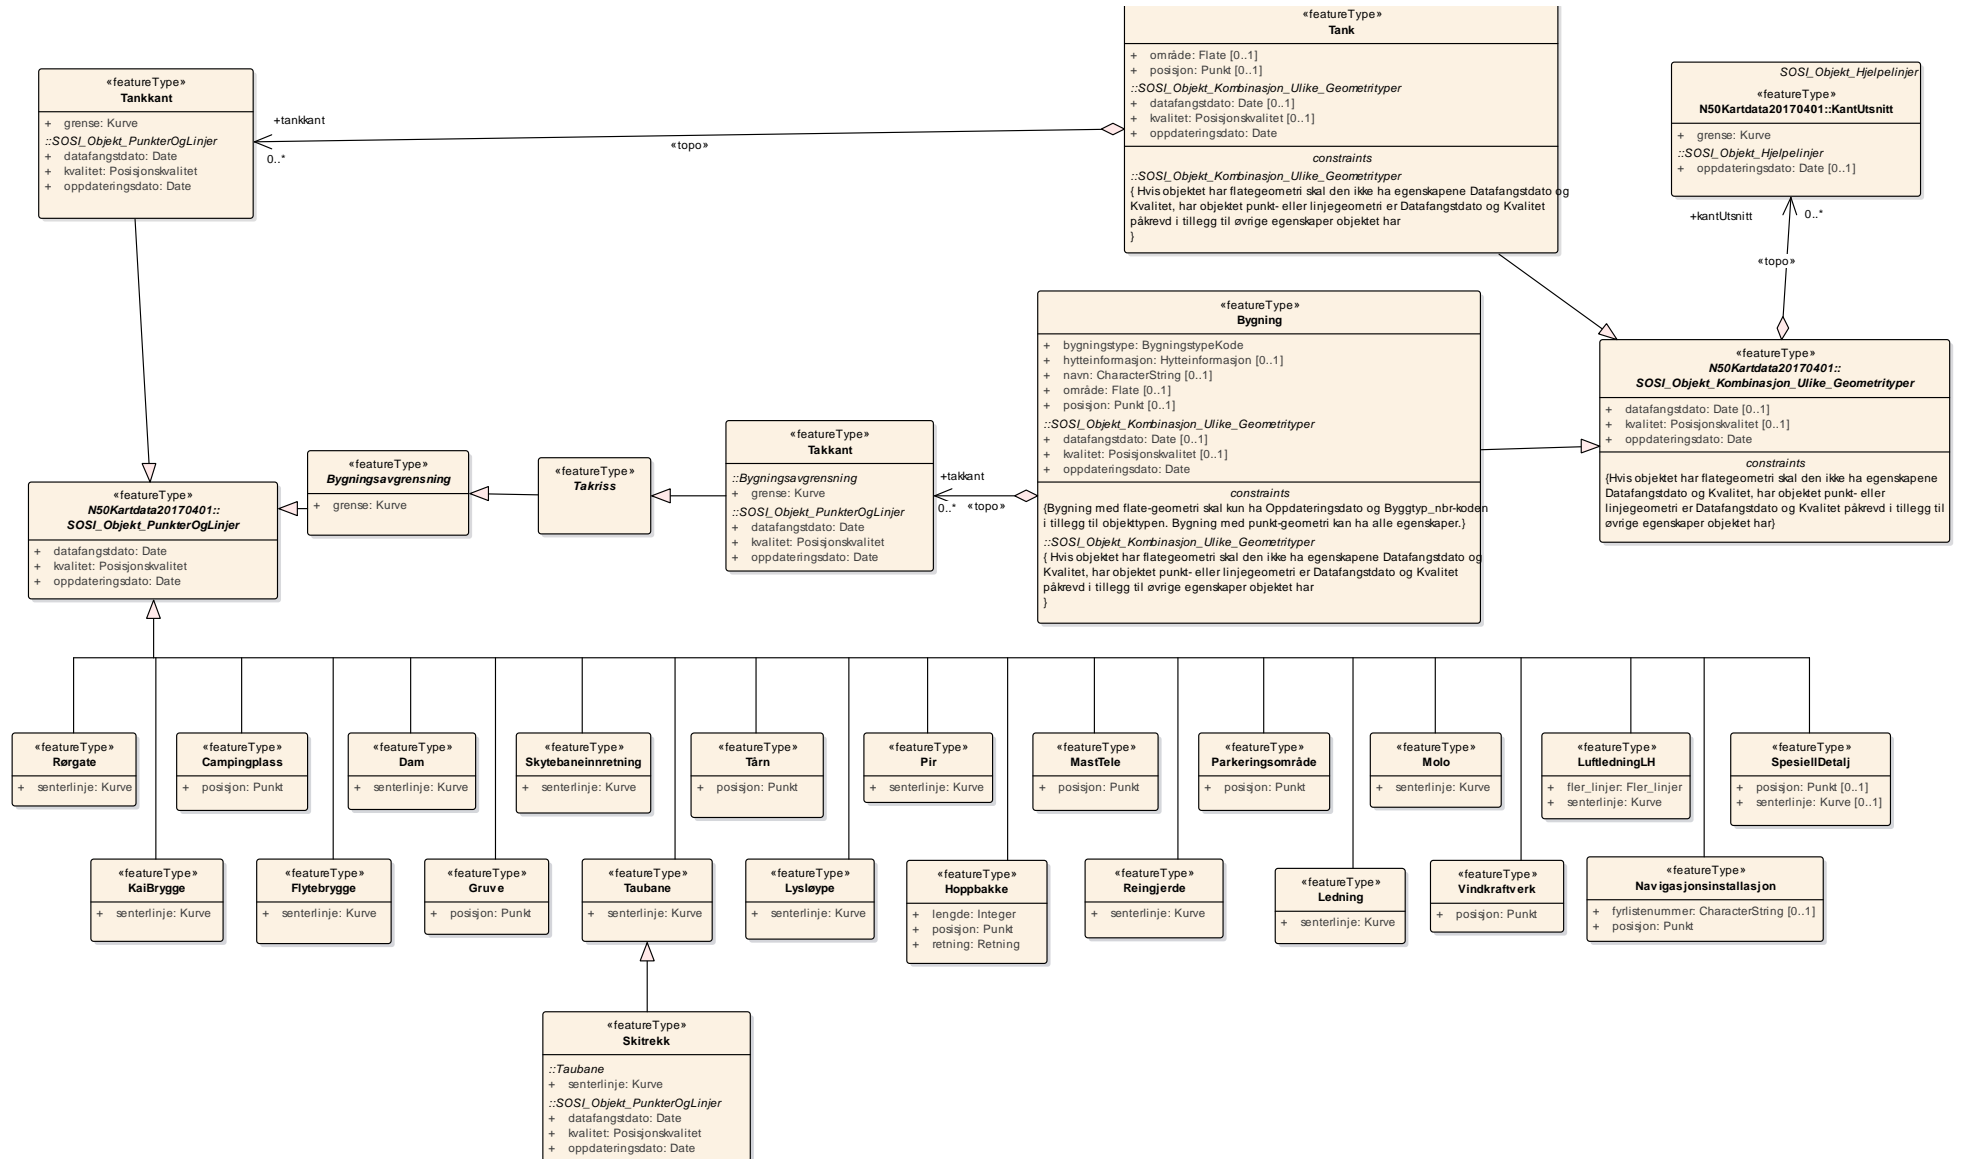 «featureType»
Tank
+ område: Flate [0..1]
+ posisjon: Punkt [0..1]
::SOSI_Objekt_Kombinasjon_Ulike_Geometrityper
+ datafangstdato: Date [0..1]
+ kvalitet: Posisjonskvalitet [0..1]
+ oppdateringsdato: Date
constraints
::SOSI_Objekt_Kombinasjon_Ulike_Geometrityper
{ Hvis objektet har flategeometri skal den ikke ha egenskapene Datafangstdato og
Kvalitet, har objektet punkt- eller linjegeometri er Datafangstdato og Kvalitet
påkrevd i tillegg til øvrige egenskaper objektet har
}
«featureType»
Tankkant
+ grense: Kurve
::SOSI_Objekt_PunkterOgLinjer
+ datafangstdato: Date
+ kvalitet: Posisjonskvalitet
+ oppdateringsdato: Date
+tankkant
0..*
«topo»
SOSI_Objekt_Hjelpelinjer
«featureType»
N50Kartdata20170401::KantUtsnitt
+ grense: Kurve
::SOSI_Objekt_Hjelpelinjer
+ oppdateringsdato: Date [0..1]
+kantUtsnitt
0..*
«topo»
«featureType»
Bygning
+ bygningstype: BygningstypeKode
+ hytteinformasjon: Hytteinformasjon [0..1]
+ navn: CharacterString [0..1]
+ område: Flate [0..1]
+ posisjon: Punkt [0..1]
::SOSI_Objekt_Kombinasjon_Ulike_Geometrityper
+ datafangstdato: Date [0..1]
+ kvalitet: Posisjonskvalitet [0..1]
+ oppdateringsdato: Date
constraints
{Bygning med flate-geometri skal kun ha Oppdateringsdato og Byggtyp_nbr-koden
i tillegg til objekttypen. Bygning med punkt-geometri kan ha alle egenskaper.}
::SOSI_Objekt_Kombinasjon_Ulike_Geometrityper
{ Hvis objektet har flategeometri skal den ikke ha egenskapene Datafangstdato og
Kvalitet, har objektet punkt- eller linjegeometri er Datafangstdato og Kvalitet
påkrevd i tillegg til øvrige egenskaper objektet har
}
«featureType»
N50Kartdata20170401::
SOSI_Objekt_Kombinasjon_Ulike_Geometrityper
+ datafangstdato: Date [0..1]
+ kvalitet: Posisjonskvalitet [0..1]
+ oppdateringsdato: Date
constraints
{Hvis objektet har flategeometri skal den ikke ha egenskapene
Datafangstdato og Kvalitet, har objektet punkt- eller
linjegeometri er Datafangstdato og Kvalitet påkrevd i tillegg til
øvrige egenskaper objektet har}
«featureType»
Takkant
::Bygningsavgrensning
+ grense: Kurve
::SOSI_Objekt_PunkterOgLinjer
+ datafangstdato: Date
+ kvalitet: Posisjonskvalitet
+ oppdateringsdato: Date
+takkant
0..*
«topo»
«featureType»
Takriss
«featureType»
Bygningsavgrensning
+ grense: Kurve
«featureType»
N50Kartdata20170401::
SOSI_Objekt_PunkterOgLinjer
+ datafangstdato: Date
+ kvalitet: Posisjonskvalitet
+ oppdateringsdato: Date
«featureType»
Rørgate
+ senterlinje: Kurve
«featureType»
Campingplass
+ posisjon: Punkt
«featureType»
Dam
+ senterlinje: Kurve
«featureType»
Skytebaneinnretning
+ senterlinje: Kurve
«featureType»
Tårn
+ posisjon: Punkt
«featureType»
Pir
+ senterlinje: Kurve
«featureType»
MastTele
+ posisjon: Punkt
«featureType»
Parkeringsområde
+ posisjon: Punkt
«featureType»
Molo
+ senterlinje: Kurve
«featureType»
LuftledningLH
+ fler_linjer: Fler_linjer
+ senterlinje: Kurve
«featureType»
SpesiellDetalj
+ posisjon: Punkt [0..1]
+ senterlinje: Kurve [0..1]
«featureType»
KaiBrygge
+ senterlinje: Kurve
«featureType»
Flytebrygge
+ senterlinje: Kurve
«featureType»
Gruve
+ posisjon: Punkt
«featureType»
Taubane
+ senterlinje: Kurve
«featureType»
Lysløype
+ senterlinje: Kurve
«featureType»
Hoppbakke
+ lengde: Integer
+ posisjon: Punkt
+ retning: Retning
«featureType»
Reingjerde
+ senterlinje: Kurve
«featureType»
Ledning
+ senterlinje: Kurve
«featureType»
Vindkraftverk
+ posisjon: Punkt
«featureType»
Navigasjonsinstallasjon
+ fyrlistenummer: CharacterString [0..1]
+ posisjon: Punkt
«featureType»
Skitrekk
::Taubane
+ senterlinje: Kurve
::SOSI_Objekt_PunkterOgLinjer
+ datafangstdato: Date
+ kvalitet: Posisjonskvalitet
+ oppdateringsdato: Date